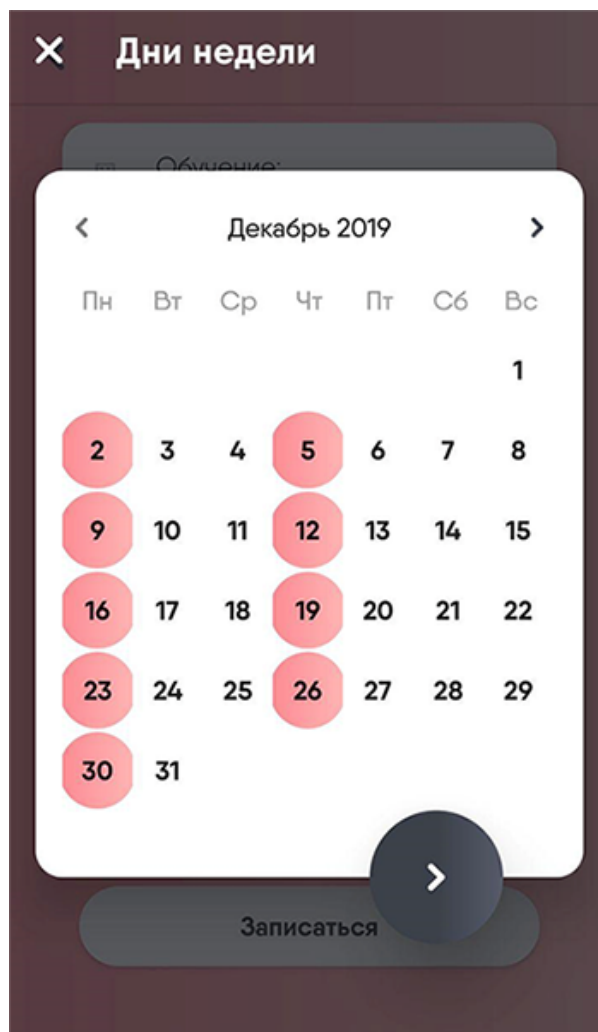 Дни недели
Обучение:
Декабрь 2019
Пн Вт Ср Чт Пт Сб Вс
1
2 3 4 5 6 7 8
9 10 11 12 13 14 15
16 17 18 19 20 21 22
23 24 25 26 27 28 29
30 31
Записаться